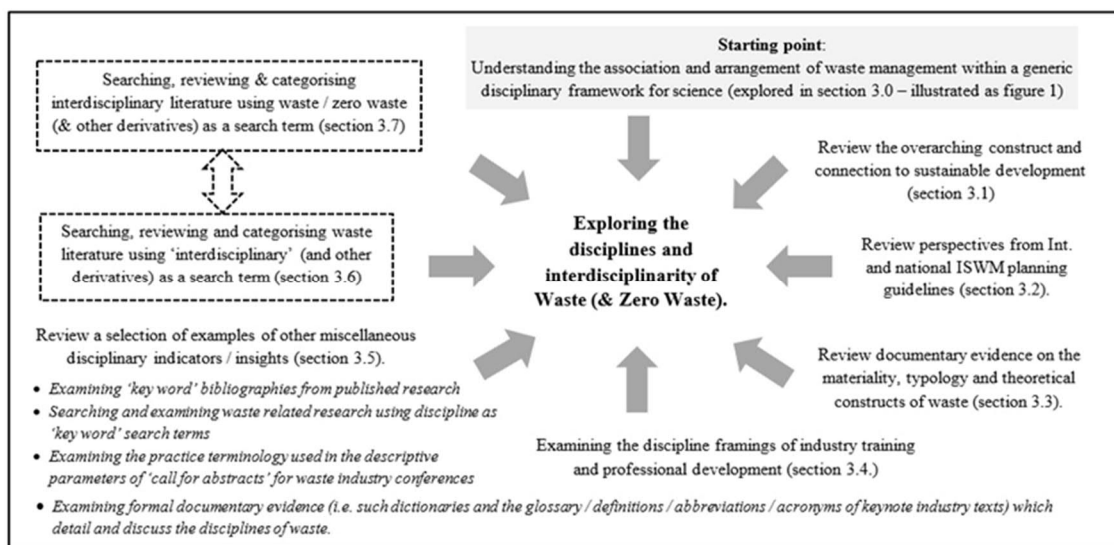 Starting point:
Understanding the association and arrangement of waste management within a generic
disciplinary framework for science (explored in section 3.0 – illustrated as figure 1)
Searching, reviewing & categorising
interdisciplinary literature using waste / zero waste
(& other derivatives) as a search term (section 3.7)
Review the overarching construct and
connection to sustainable development
(section 3.1)
Searching, reviewing and categorising waste
literature using ‘interdisciplinary’ (and other
derivatives) as a search term (section 3.6)
Exploring the
disciplines and
interdisciplinarity of
Waste (& Zero Waste).
Review perspectives from Int.
and national ISWM planning
guidelines (section 3.2).
Review a selection of examples of other miscellaneous
disciplinary indicators / insights (section 3.5).
• Examining ‘key word’ bibliographies from published research
• Searching and examining waste related research using discipline as
‘key word’ search terms
• Examining the practice terminology used in the descriptive
parameters of ‘call for abstracts’ for waste industry conferences
• Examining formal documentary evidence (i.e. such dictionaries and the glossary / definitions / abbreviations / acronyms of keynote industry texts) which
detail and discuss the disciplines of waste.
Review documentary evidence on the
materiality, typology and theoretical
constructs of waste (section 3.3).
Examining the discipline framings of industry training
and professional development (section 3.4.)